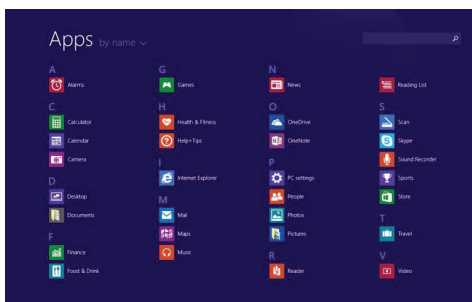 Apps by name
A
Alarms
C
Calculator
Calendar
Camera
D
Desktop
Documents
F
Finance
Food & Drink
G
Games
H
Health & Fitness
Help+Tips
I
Internet Explorer
M
Mail
Maps
Music
N
News
O
OneDrive
OneNote
P
PC settings
People
Photos
Pictures
R
Reader
Reading List
S
Scan
Skype
Sound Recorder
Sports
Store
T
Travel
V
Video